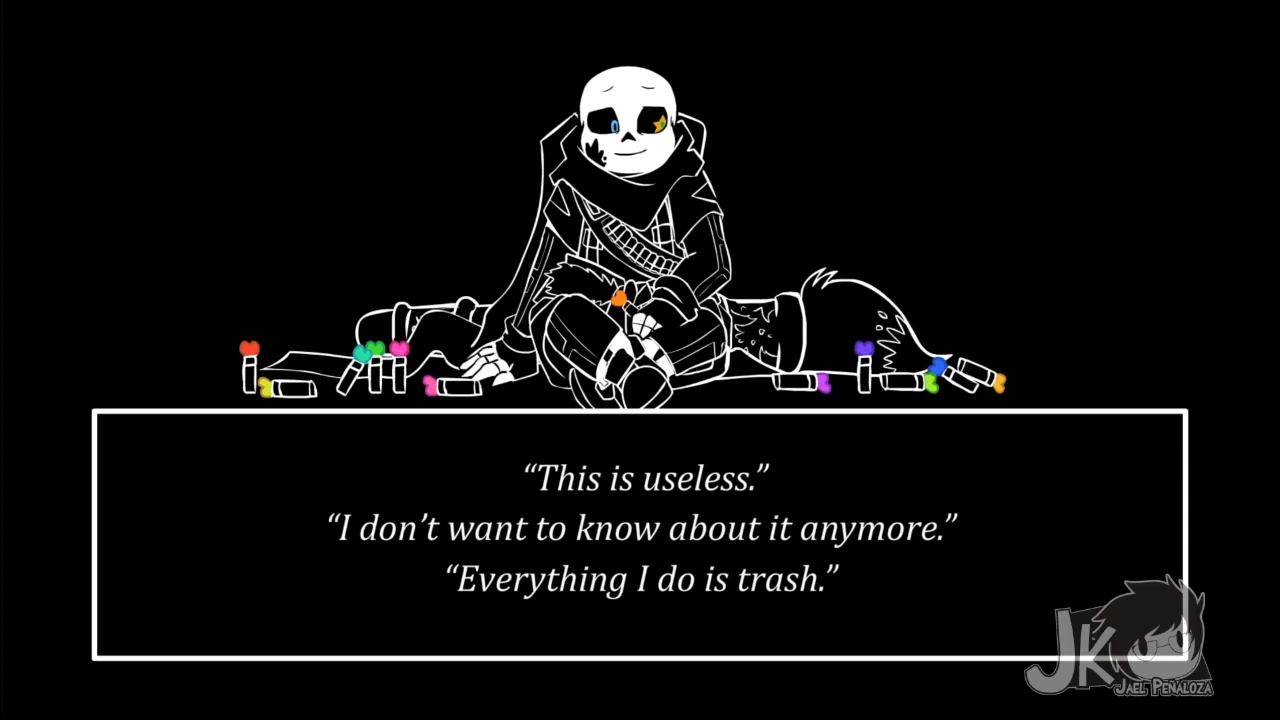 “This is useless.”
“I don’t want to know about it anymore.”
“Everything I do is trash.”
JK
JAEL PEÑALOZA